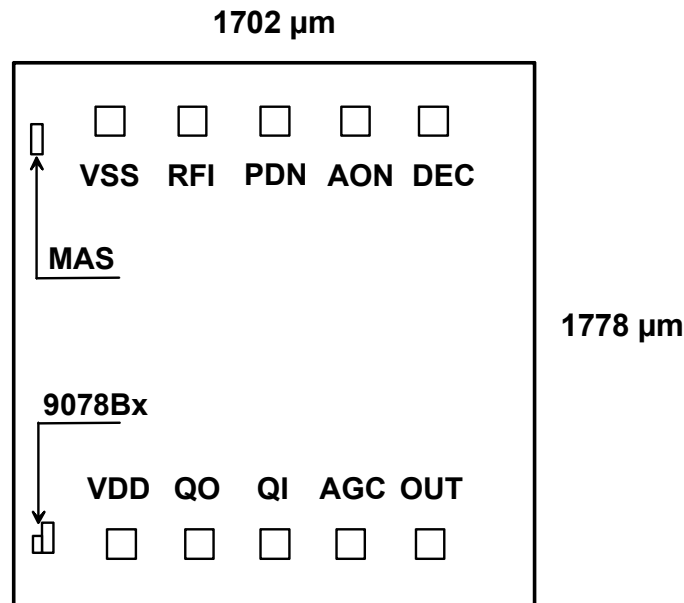 1702 µm
VSS RFI PDN AON DEC
MAS
1778 µm
9078Bx
VDD QO QI AGC OUT